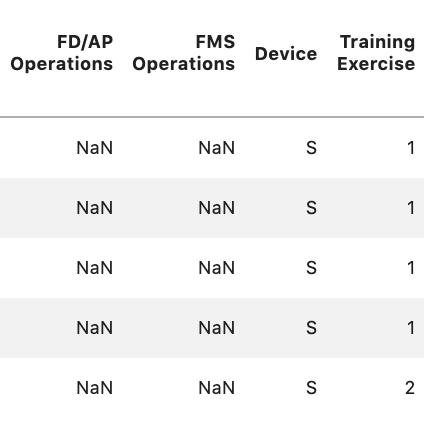 FD/AP Operations FMS Operations Device Training Exercise
NaN NaN S 1
NaN NaN S 1
NaN NaN S 1
NaN NaN S 1
NaN NaN S 2